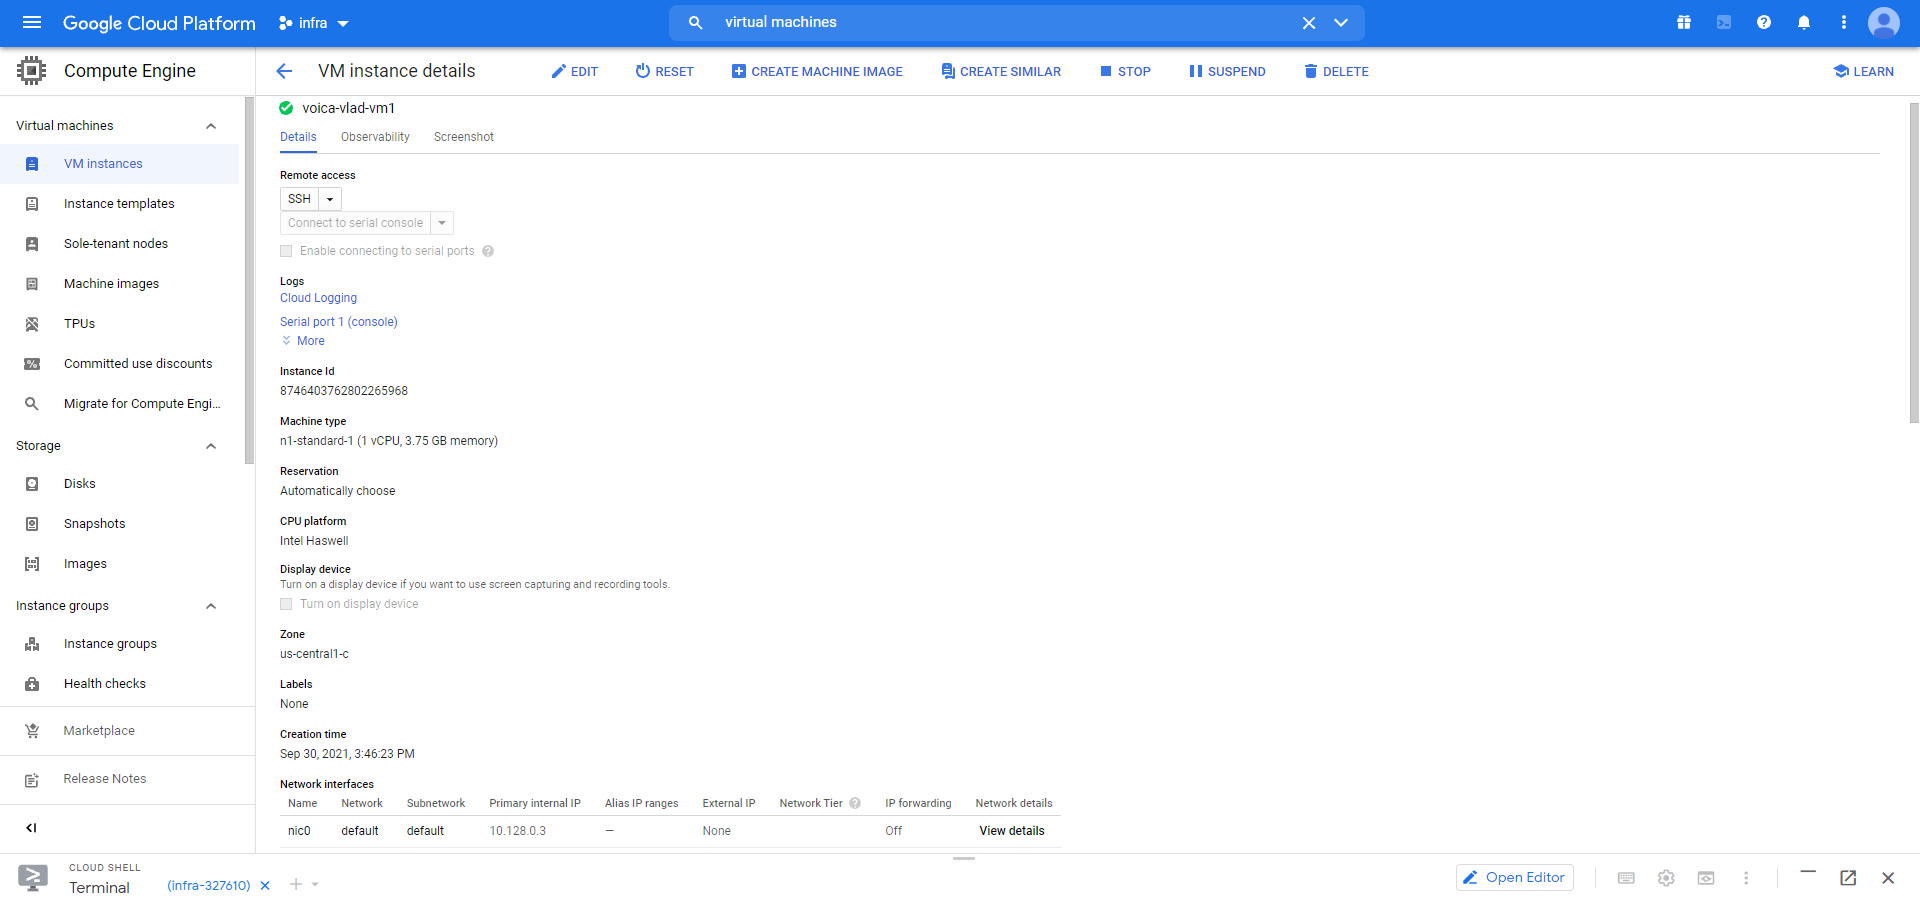 Google Cloud Platform
infra
virtual machines
Compute Engine
VM instance details
EDIT
RESET
CREATE MACHINE IMAGE
CREATE SIMILAR
STOP
SUSPEND
DELETE
LEARN
Virtual machines
VM instances
Instance templates
Sole-tenant nodes
Machine images
TPUs
Committed use discounts
Migrate for Compute Engi...
Storage
Disks
Snapshots
Images
Instance groups
Instance groups
Health checks
Marketplace
Release Notes
voica-vlad-vm1
Details Observability Screenshot
Remote access
SSH
Connect to serial console
Enable connecting to serial ports
Logs
Cloud Logging
Serial port 1 (console)
More
Instance Id
8746403762802265968
Machine type
n1-standard-1 (1 vCPU, 3.75 GB memory)
Reservation
Automatically choose
CPU platform
Intel Haswell
Display device
Turn on a display device if you want to use screen capturing and recording tools.
Turn on display device
Zone
us-central1-c
Labels
None
Creation time
Sep 30, 2021, 3:46:23 PM
Network interfaces
Name Network Subnetwork Primary internal IP Alias IP ranges External IP Network Tier IP forwarding Network details
nic0 default default 10.128.0.3 — None Off View details
CLOUD SHELL
Terminal
(infra-327610)
Open Editor